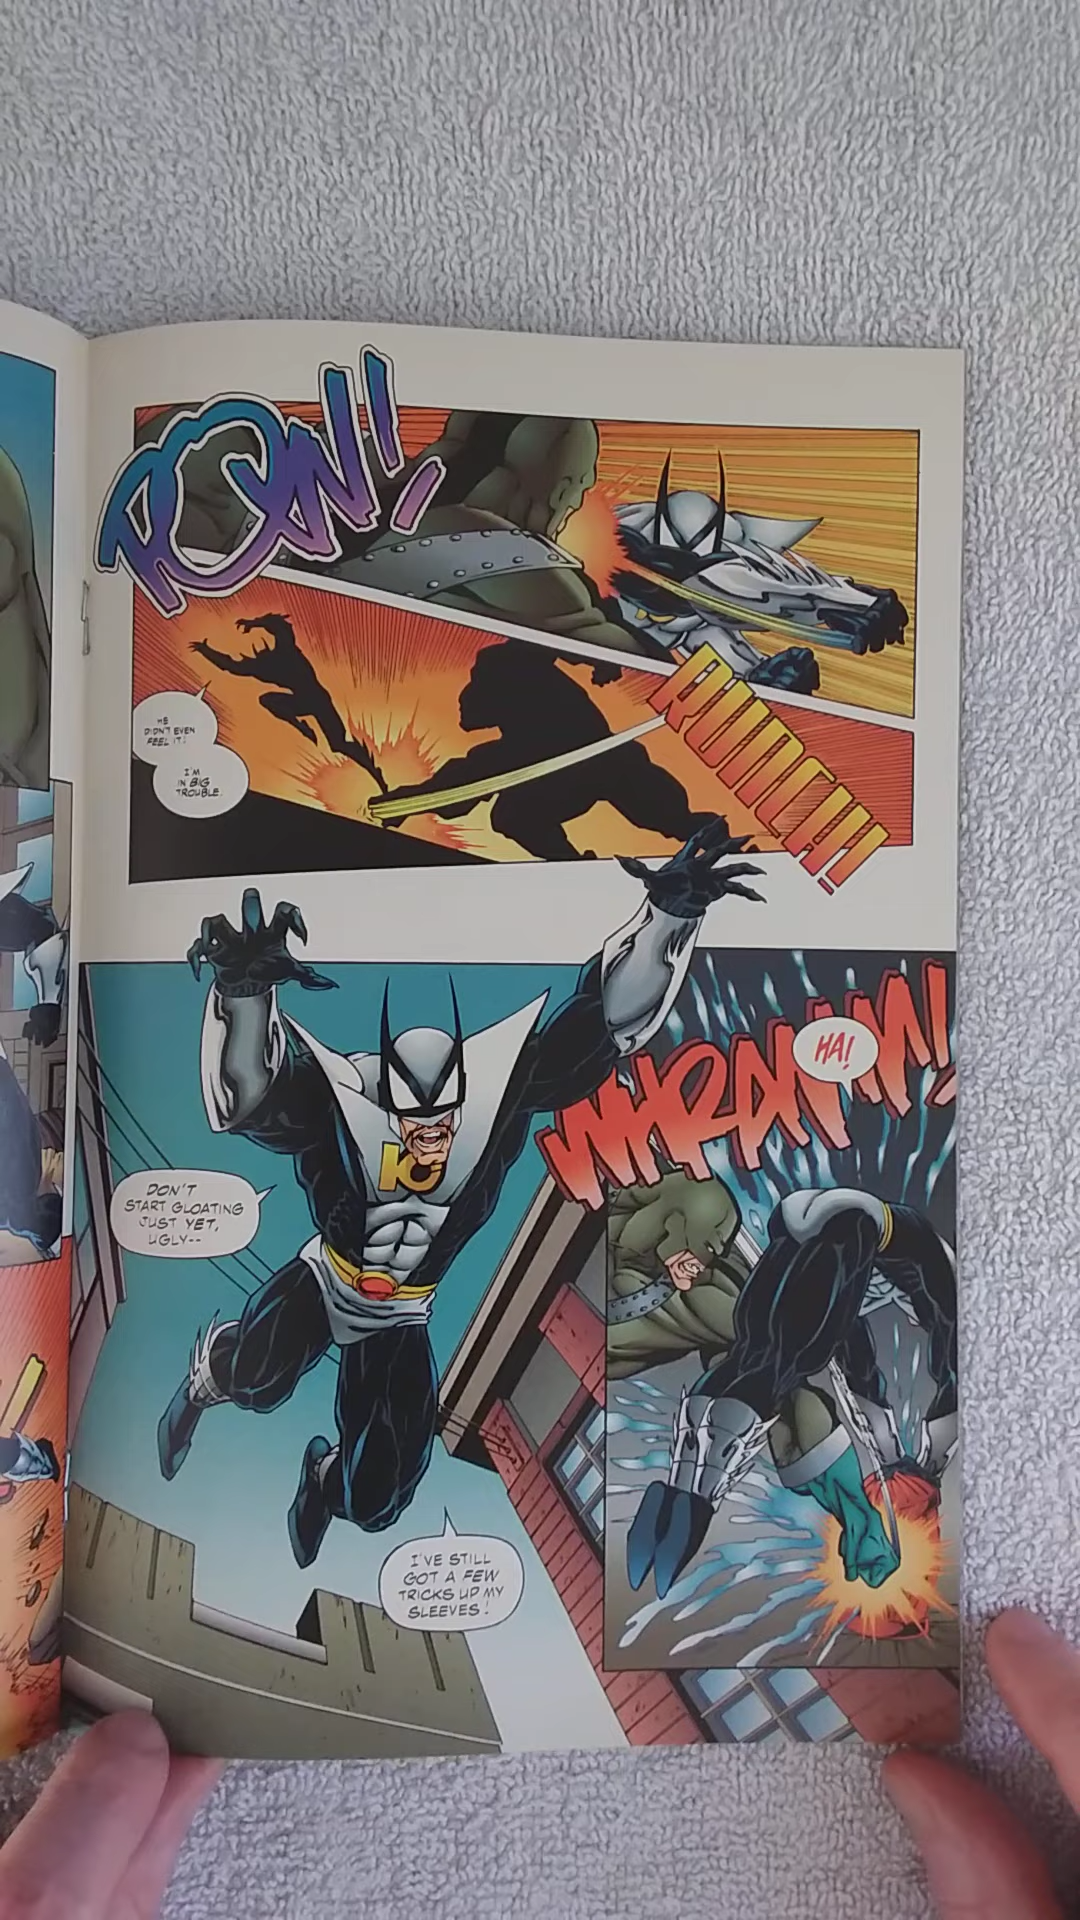 POW!
HE
DIDN'T EVEN
FEEL IT!
I'M
IN BIG
TROUBLE.
RUNCH!!
DON'T
START GLOATING
JUST YET,
UGLY--
I'VE STILL
GOT A FEW
TRICKS UP MY
SLEEVES!
WHRAMMM!
HA!